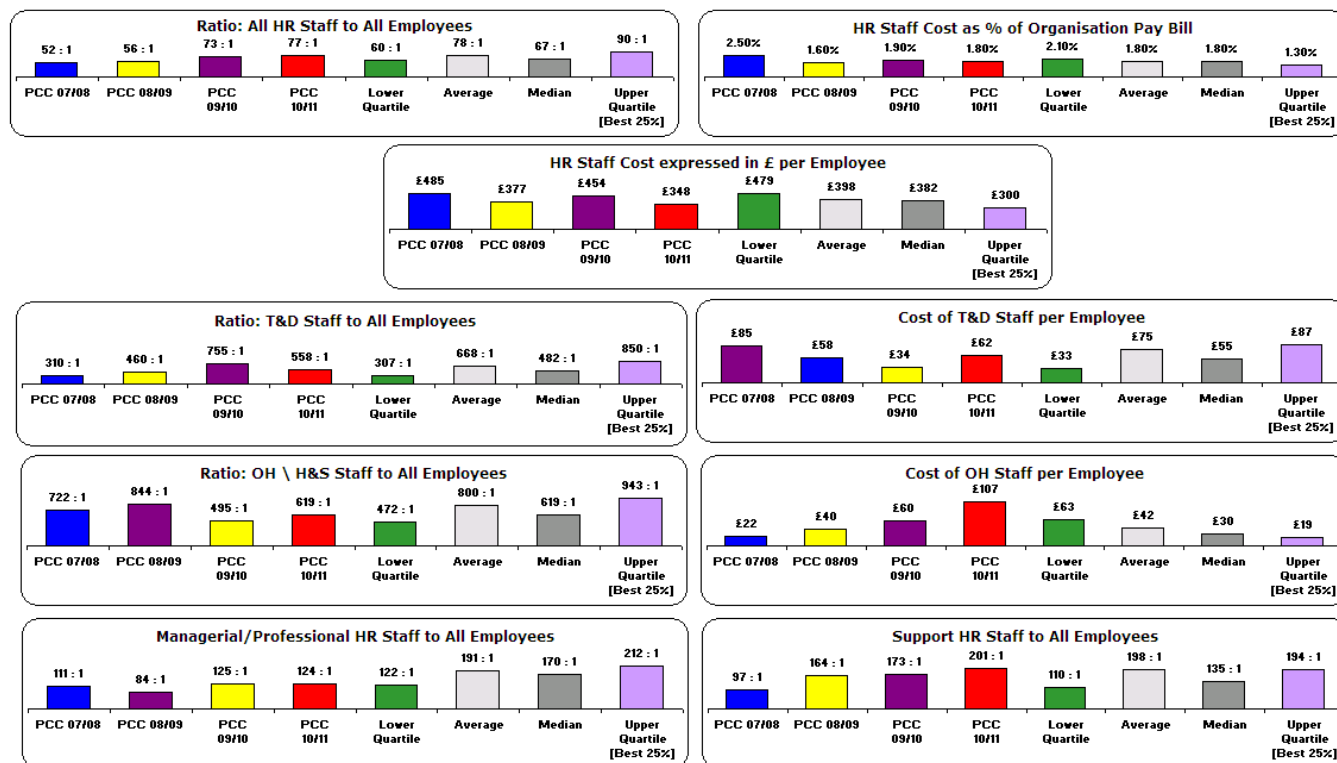 Ratio: All HR Staff to All Employees
52 : 1 56 : 1 73 : 1 77 : 1 60 : 1 78 : 1 67 : 1 90 : 1
PCC 07/08 PCC 08/09 PCC 09/10 PCC 10/11 Lower Quartile Average Median Upper Quartile [Best 25%]
HR Staff Cost as % of Organisation Pay Bill
2.50% 1.60% 1.90% 1.80% 2.10% 1.80% 1.80% 1.30%
PCC 07/08 PCC 08/09 PCC 09/10 PCC 10/11 Lower Quartile Average Median Upper Quartile [Best 25%]
HR Staff Cost expressed in £ per Employee
£485 £377 £454 £348 £479 £398 £382 £300
PCC 07/08 PCC 08/09 PCC 09/10 PCC 10/11 Lower Quartile Average Median Upper Quartile [Best 25%]
Ratio: T&D Staff to All Employees
310 : 1 460 : 1 755 : 1 558 : 1 307 : 1 668 : 1 482 : 1 850 : 1
PCC 07/08 PCC 08/09 PCC 09/10 PCC 10/11 Lower Quartile Average Median Upper Quartile [Best 25%]
Cost of T&D Staff per Employee
£85 £58 £34 £62 £33 £75 £55 £87
PCC 07/08 PCC 08/09 PCC 09/10 PCC 10/11 Lower Quartile Average Median Upper Quartile [Best 25%]
Ratio: OH \ H&S Staff to All Employees
722 : 1 844 : 1 495 : 1 619 : 1 472 : 1 800 : 1 619 : 1 943 : 1
PCC 07/08 PCC 08/09 PCC 09/10 PCC 10/11 Lower Quartile Average Median Upper Quartile [Best 25%]
Cost of OH Staff per Employee
£22 £40 £60 £107 £63 £42 £30 £19
PCC 07/08 PCC 08/09 PCC 09/10 PCC 10/11 Lower Quartile Average Median Upper Quartile [Best 25%]
Managerial/Professional HR Staff to All Employees
111 : 1 84 : 1 125 : 1 124 : 1 122 : 1 191 : 1 170 : 1 212 : 1
PCC 07/08 PCC 08/09 PCC 09/10 PCC 10/11 Lower Quartile Average Median Upper Quartile [Best 25%]
Support HR Staff to All Employees
97 : 1 164 : 1 173 : 1 201 : 1 110 : 1 198 : 1 135 : 1 194 : 1
PCC 07/08 PCC 08/09 PCC 09/10 PCC 10/11 Lower Quartile Average Median Upper Quartile [Best 25%]